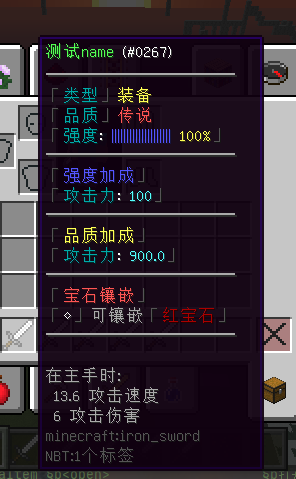 测试name (#0267)
「类型」装备
「品质」传说
「强度: ||||||||||||||||||||  100%」
「强度加成」
「攻击力: 100」
「品质加成」
「攻击力: 900.0」
「宝石镶嵌」
「◇」可镶嵌「红宝石」
在主手时:
13.6 攻击速度
6 攻击伤害
minecraft:iron_sword
NBT:1个标签